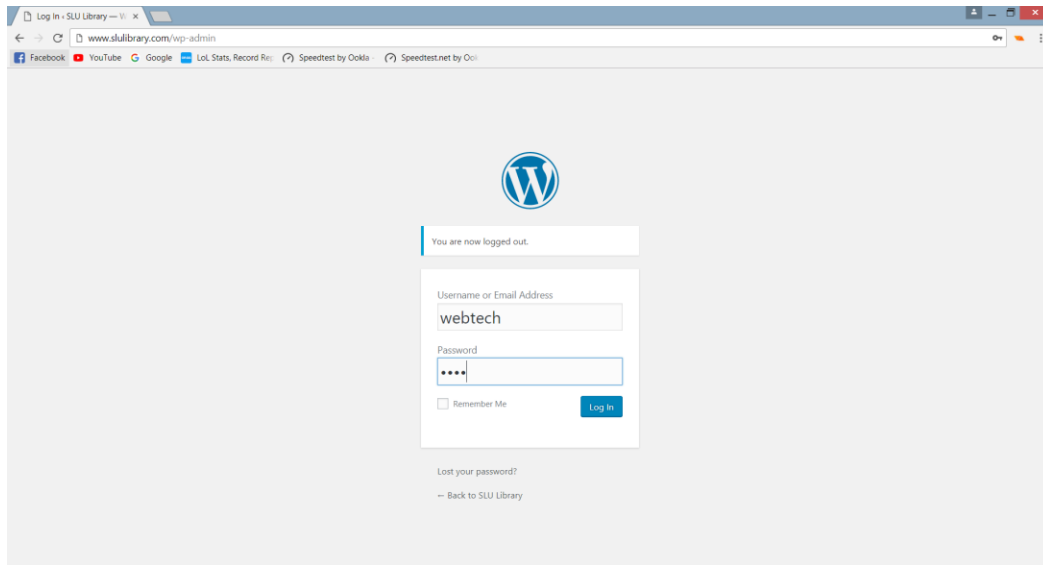 Log In ‹ SLU Library — W
www.slulibrary.com/wp-admin
Facebook YouTube Google LoL Stats, Record Re Speedtest by Ookla - Speedtest.net by Ook
You are now logged out.
Username or Email Address
webtech
Password
••••
Remember Me
Log In
Lost your password?
← Back to SLU Library